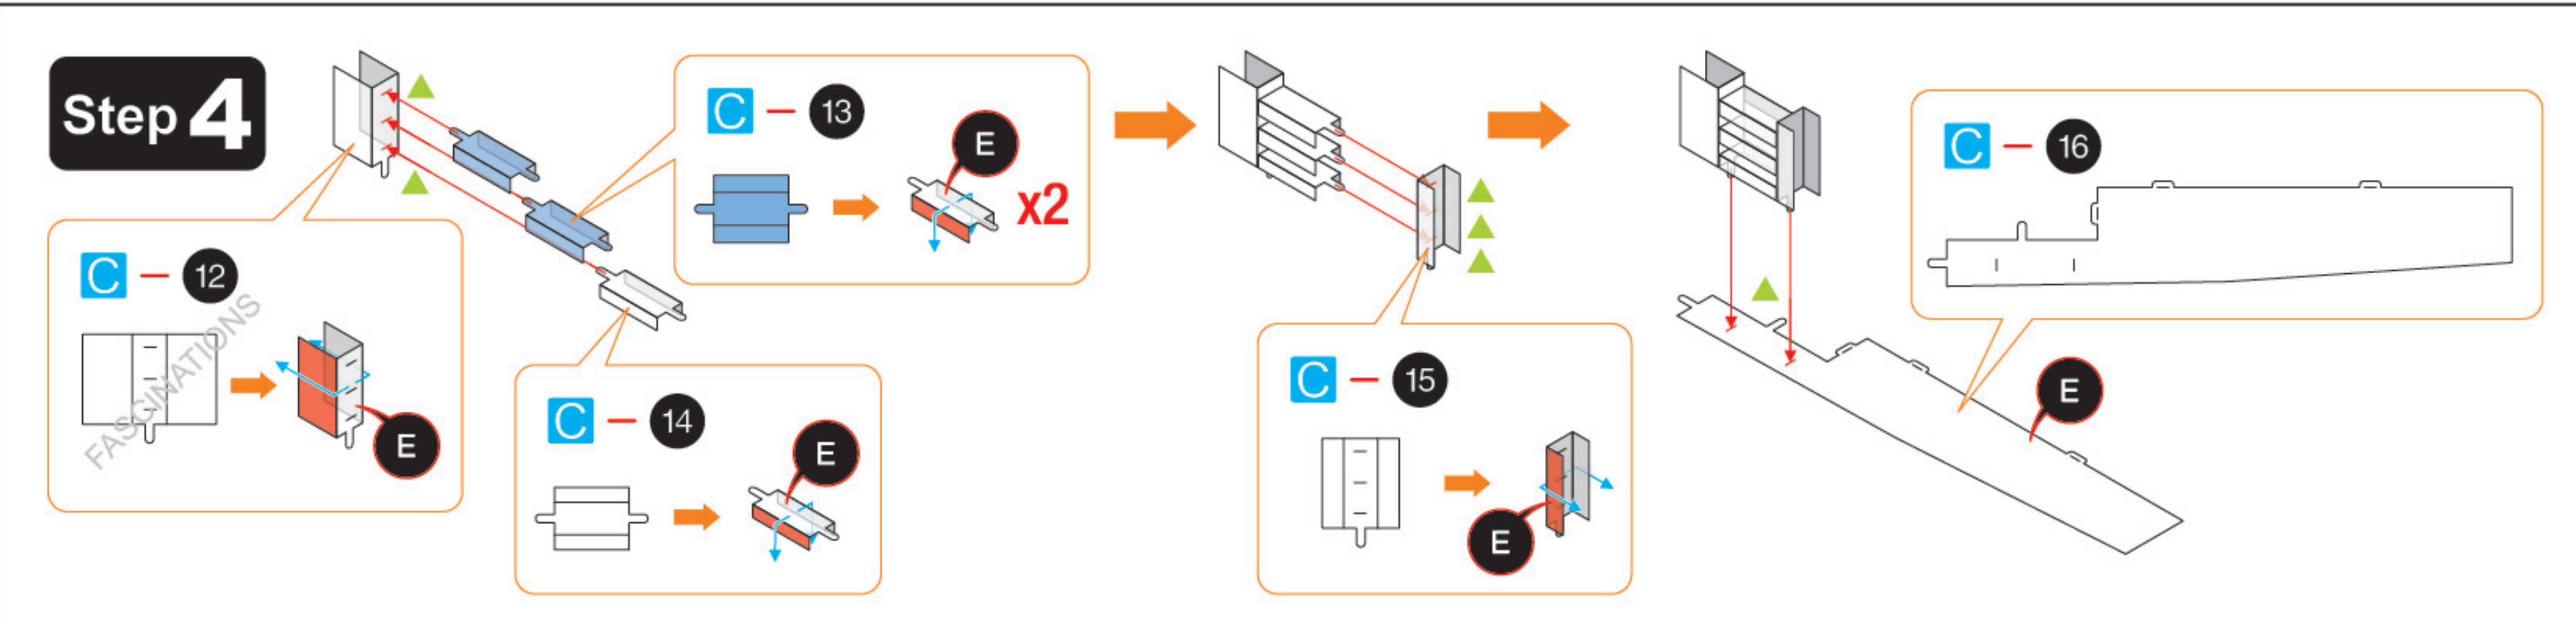 Step 4
C - 12
FASCINATIONS
E
C - 13
E
x2
C - 14
E
C - 15
E
C - 16
E